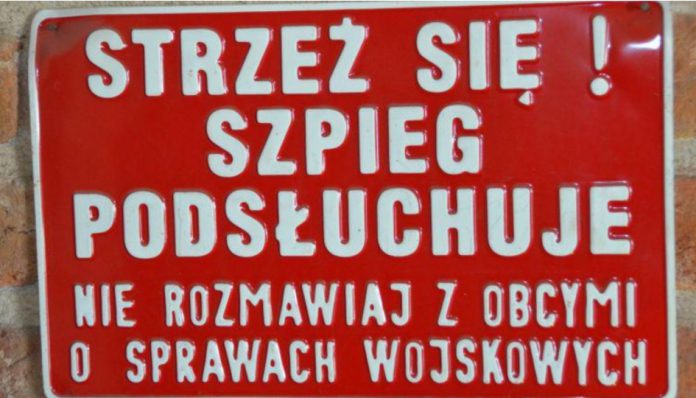 STRZEŻ SIĘ !
SZPIEG
PODSŁUCHUJE
NIE ROZMAWIAJ Z OBCYMI
O SPRAWACH WOJSKOWYCH